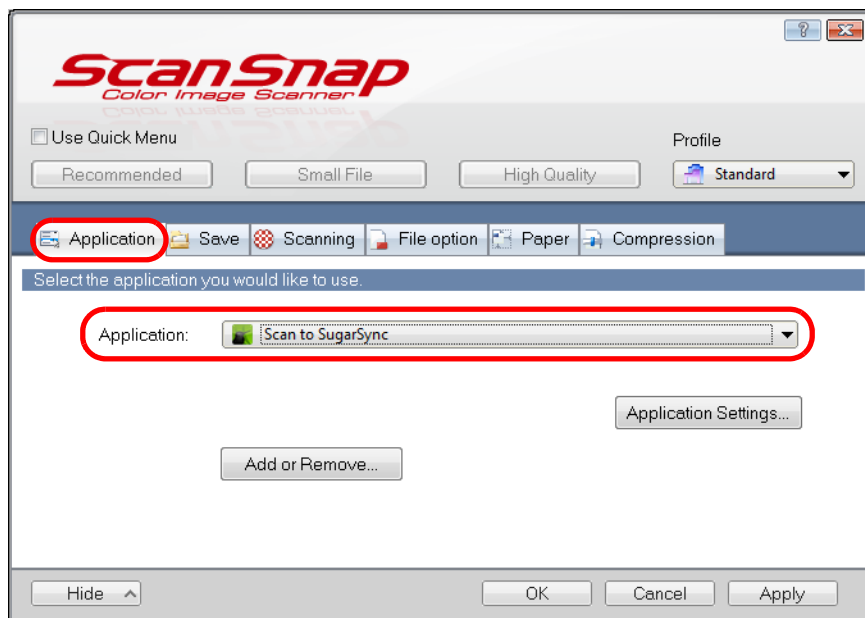 ScanSnap
Color Image Scanner
Use Quick Menu
Profile
Recommended Small File High Quality Standard
Application Save Scanning File option Paper Compression
Select the application you would like to use.
Application: Scan to SugarSync
Application Settings...
Add or Remove...
Hide OK Cancel Apply